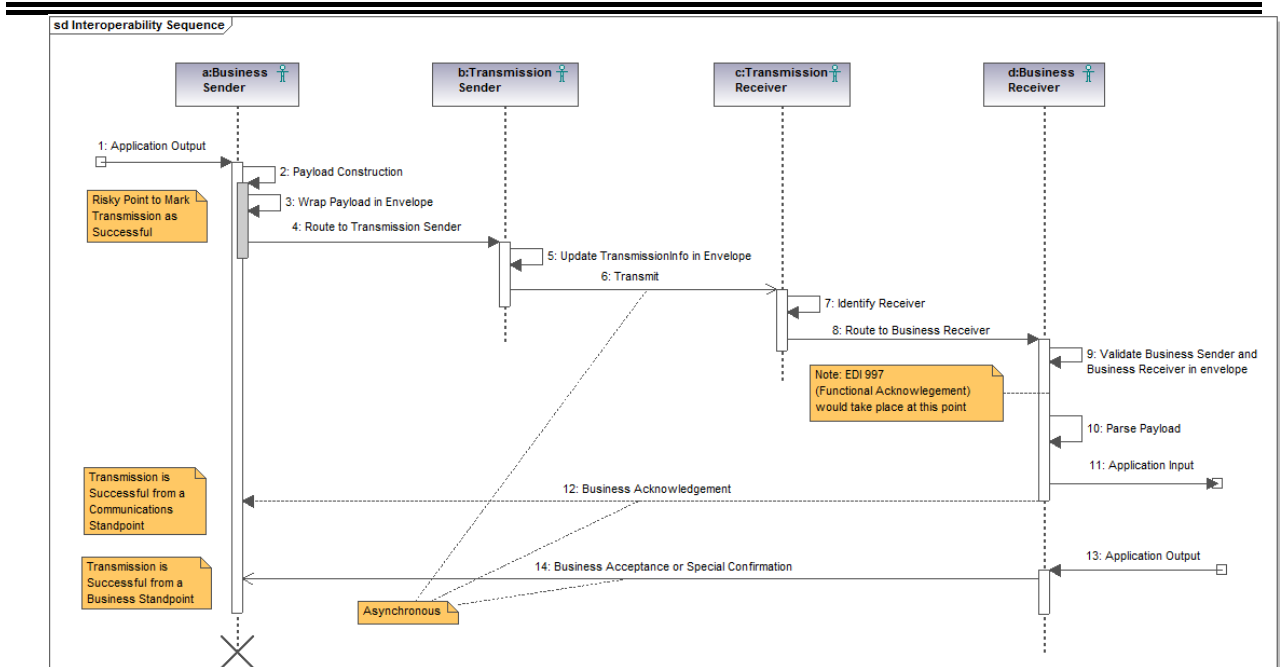 sd Interoperability Sequence
a:Business
Sender
b:Transmission
Sender
c:Transmission
Receiver
d:Business
Receiver
1: Application Output
2: Payload Construction
Risky Point to Mark
Transmission as
Successful
3: Wrap Payload in Envelope
4: Route to Transmission Sender
5: Update TransmissionInfo in Envelope
6: Transmit
7: Identify Receiver
8: Route to Business Receiver
9: Validate Business Sender and
Business Receiver in envelope
Note: EDI 997
(Functional Acknowlegement)
would take place at this point
10: Parse Payload
11: Application Input
Transmission is
Successful from a
Communications
Standpoint
12: Business Acknowledgement
13: Application Output
Transmission is
Successful from a
Business Standpoint
14: Business Acceptance or Special Confirmation
Asynchronous